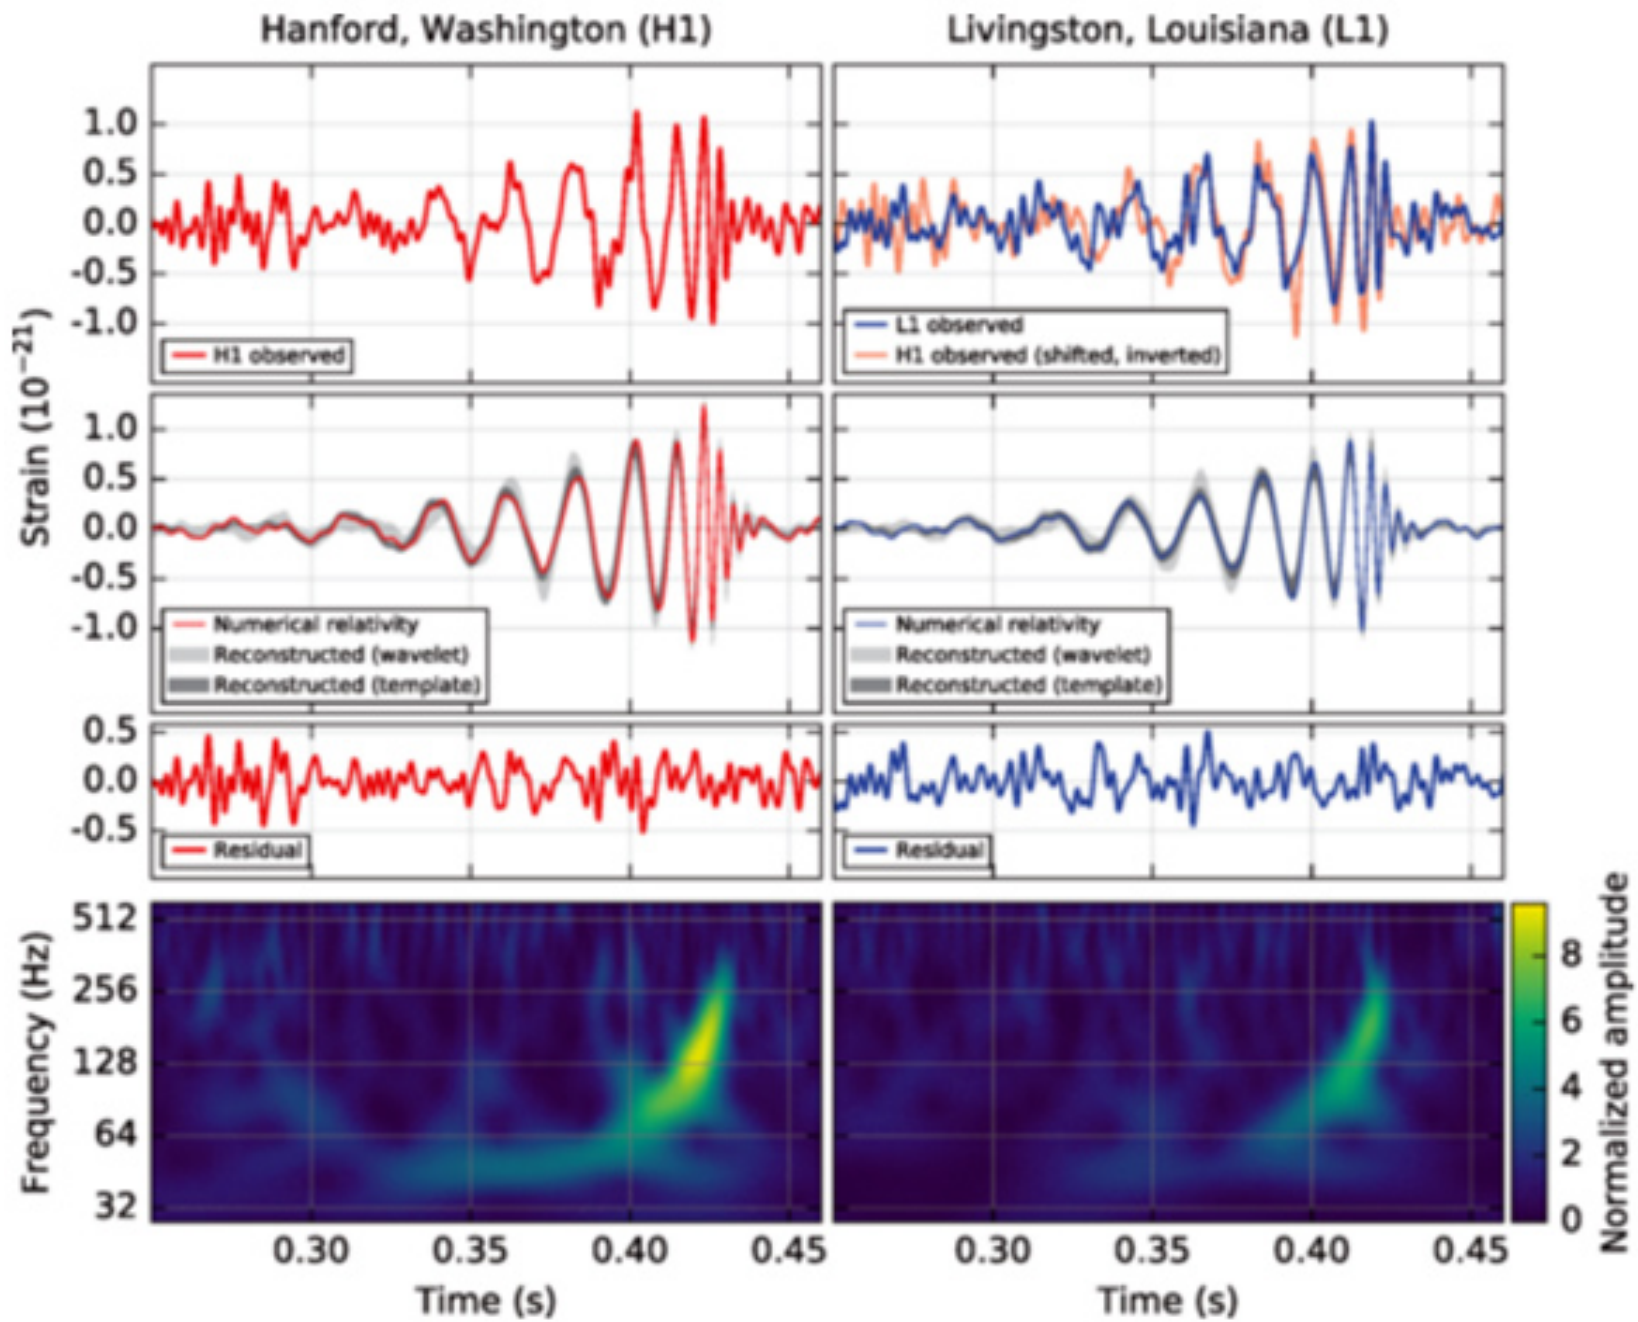 Hanford, Washington (H1)
Livingston, Louisiana (L1)
Strain (10⁻²¹)
1.0
0.5
0.0
-0.5
-1.0
H1 observed
L1 observed
H1 observed (shifted, inverted)
1.0
0.5
0.0
-0.5
-1.0
Numerical relativity
Reconstructed (wavelet)
Reconstructed (template)
Numerical relativity
Reconstructed (wavelet)
Reconstructed (template)
0.5
0.0
-0.5
Residual
Residual
Frequency (Hz)
512
256
128
64
32
Normalized amplitude
8
6
4
2
0
0.30 0.35 0.40 0.45
0.30 0.35 0.40 0.45
Time (s)
Time (s)